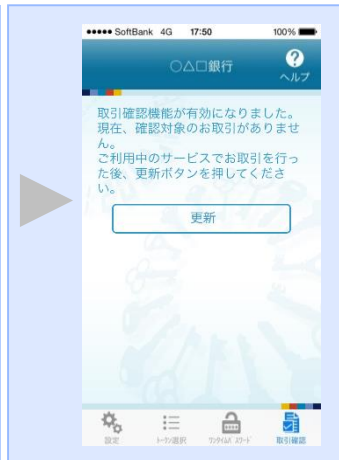 SoftBank 4G 17:50 100%
○△□銀行
ヘルプ
取引確認機能が有効になりました。
現在、確認対象のお取引がありませ
ん。
ご利用中のサービスでお取引を行っ
た後、更新ボタンを押してくださ
い。
更新
設定 トークン選択 ワンタイムパスワード 取引確認